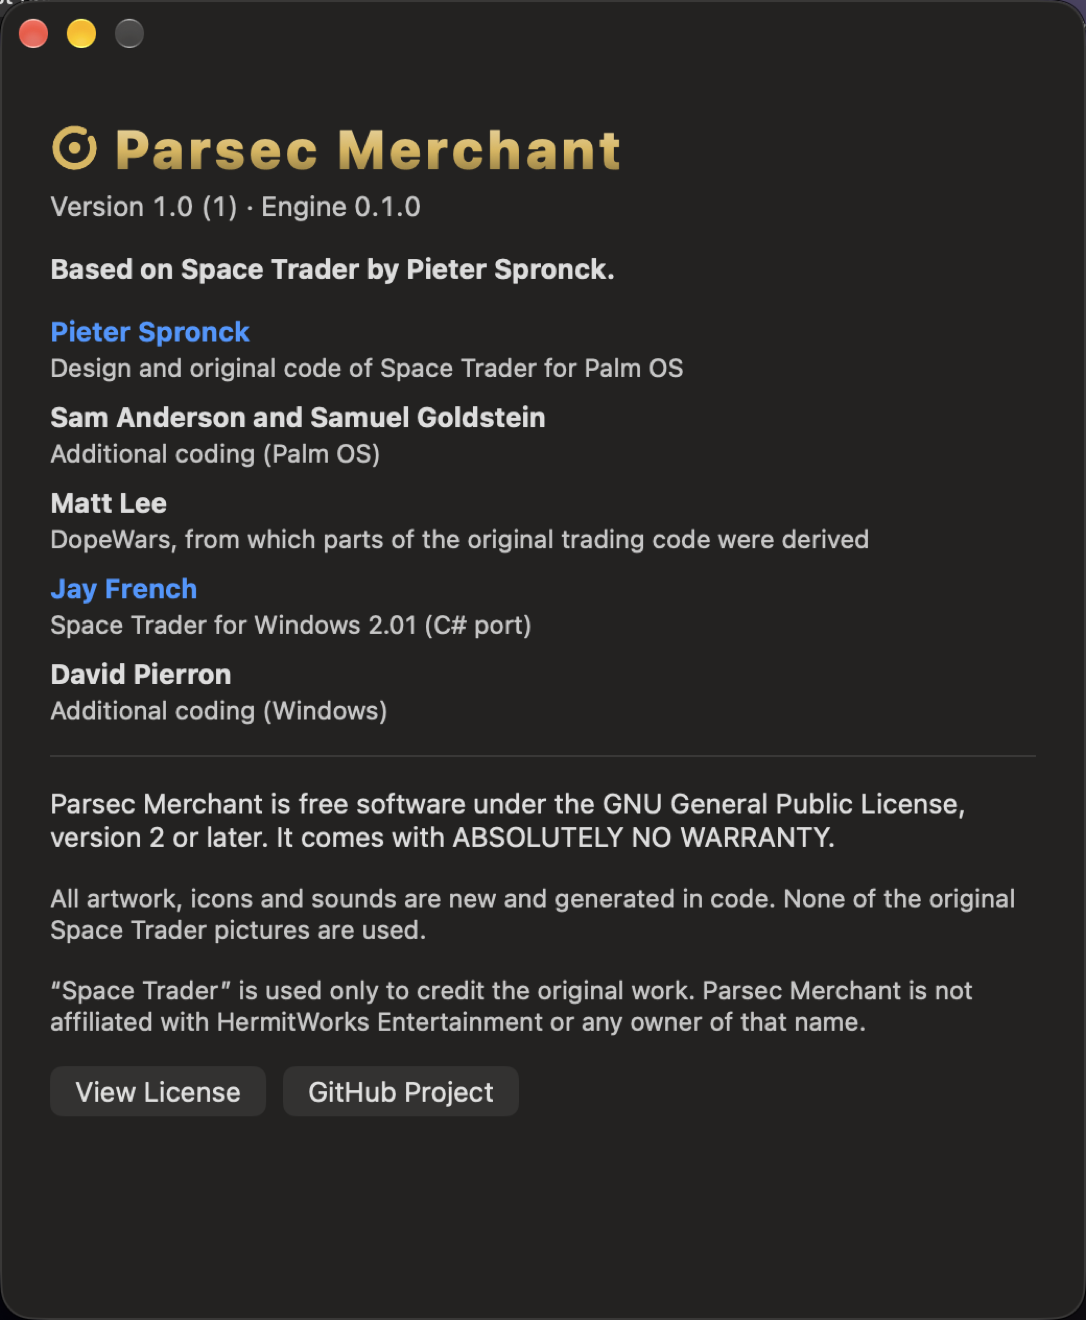 Parsec Merchant
Version 1.0 (1) · Engine 0.1.0
Based on Space Trader by Pieter Spronck.
Pieter Spronck
Design and original code of Space Trader for Palm OS
Sam Anderson and Samuel Goldstein
Additional coding (Palm OS)
Matt Lee
DopeWars, from which parts of the original trading code were derived
Jay French
Space Trader for Windows 2.01 (C# port)
David Pierron
Additional coding (Windows)
Parsec Merchant is free software under the GNU General Public License,
version 2 or later. It comes with ABSOLUTELY NO WARRANTY.
All artwork, icons and sounds are new and generated in code. None of the original
Space Trader pictures are used.
“Space Trader” is used only to credit the original work. Parsec Merchant is not
affiliated with HermitWorks Entertainment or any owner of that name.
View License
GitHub Project